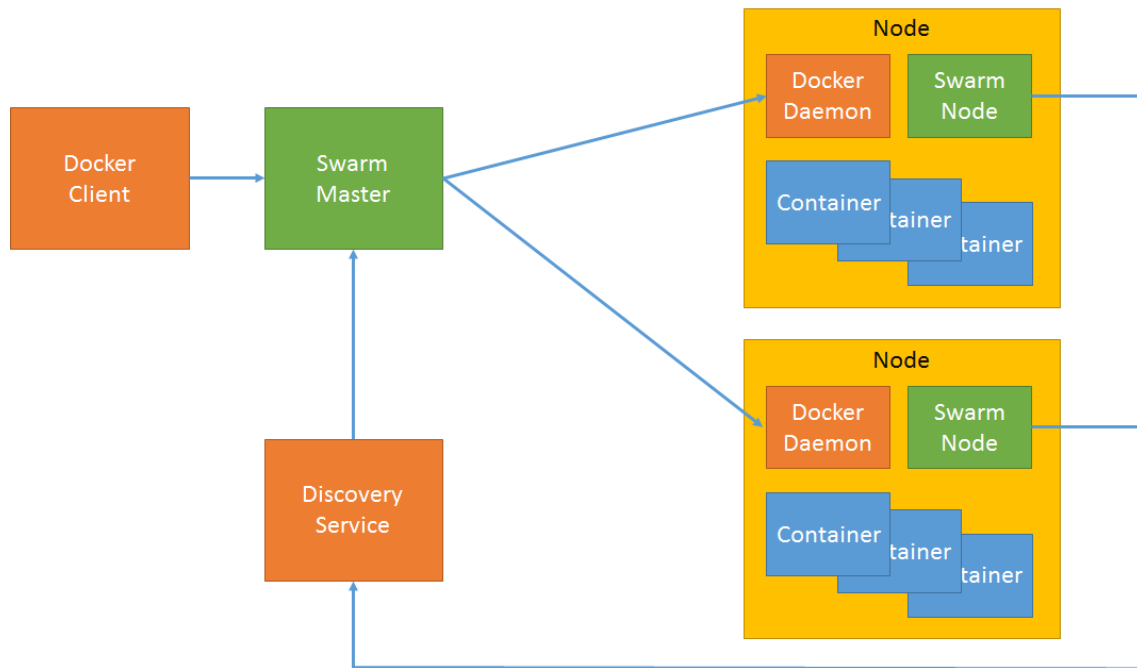 Node
Docker
Daemon
Swarm
Node
Docker
Client
Swarm
Master
Container
tainer
tainer
Node
Docker
Daemon
Swarm
Node
Discovery
Service
Container
tainer
tainer